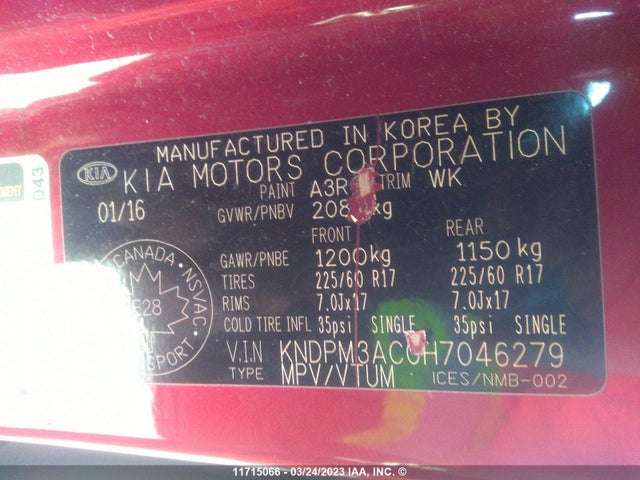 MANUFACTURED IN KOREA BY
KIA KIA MOTORS CORPORATION
PAINT A3R TRIM WK
01/16 GVWR/PNBV kg
FRONT REAR
GAWR/PNBE 1200kg 1150kg
TIRES 225/60 R17 225/60 R17
RIMS 7.0Jx17 7.0Jx17
COLD TIRE INFL 35psi SINGLE 35psi SINGLE
V.I.N KNDPM3AC0H7046279
TYPE MPV/VTUM ICES/NMB-002
CANADA • NSVAC
D43
11715066 - 03/24/2023 IAA, INC. ©